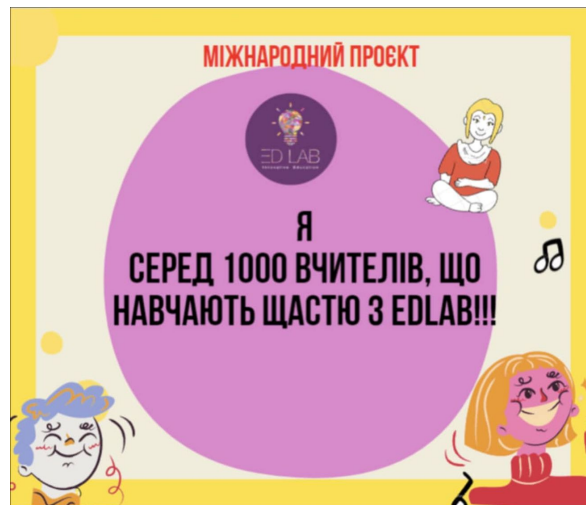 МІЖНАРОДНИЙ ПРОЄКТ
ED LAB
Я
СЕРЕД 1000 ВЧИТЕЛІВ, ЩО
НАВЧАЮТЬ ЩАСТЮ З EDLAB!!!